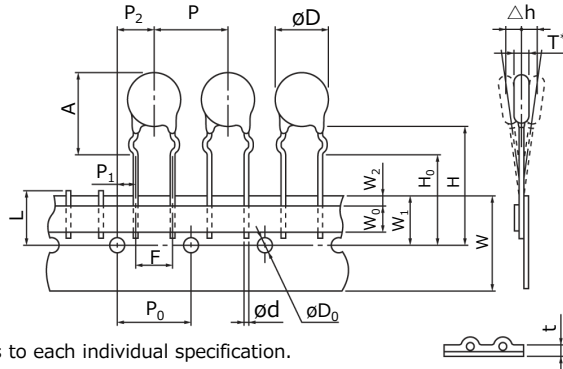 P₂ P øD △h
T*
A
P₁
L
W₂
W₀
W₁
H₀
H
W
F
P₀ ød øD₀
t
s to each individual specification.